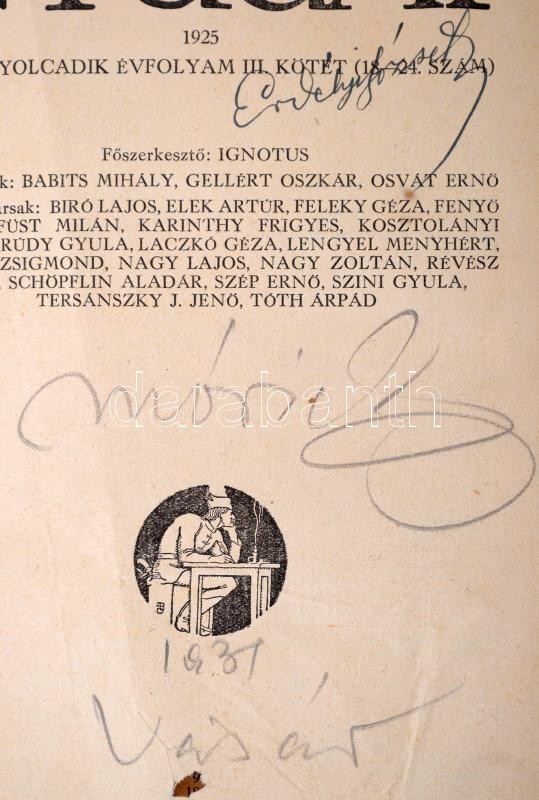 1925
YOLCADIK ÉVFOLYAM III. KÖTET (18—24. SZÁM)
Erdélyi József
Főszerkesztő: IGNOTUS
k: BABITS MIHÁLY, GELLÉRT OSZKÁR, OSVÁT ERNŐ
ársak: BIRÓ LAJOS, ELEK ARTÚR, FELEKY GÉZA, FENYŐ
FÜST MILÁN, KARINTHY FRIGYES, KOSZTOLÁNYI
RÚDY GYULA, LACZKÓ GÉZA, LENGYEL MENYHÉRT,
ZSIGMOND, NAGY LAJOS, NAGY ZOLTÁN, RÉVÉSZ
, SCHÖPFLIN ALADÁR, SZÉP ERNŐ, SZINI GYULA,
TERSÁNSZKY J. JENŐ, TÓTH ÁRPÁD
Móricz
darabanth
1931